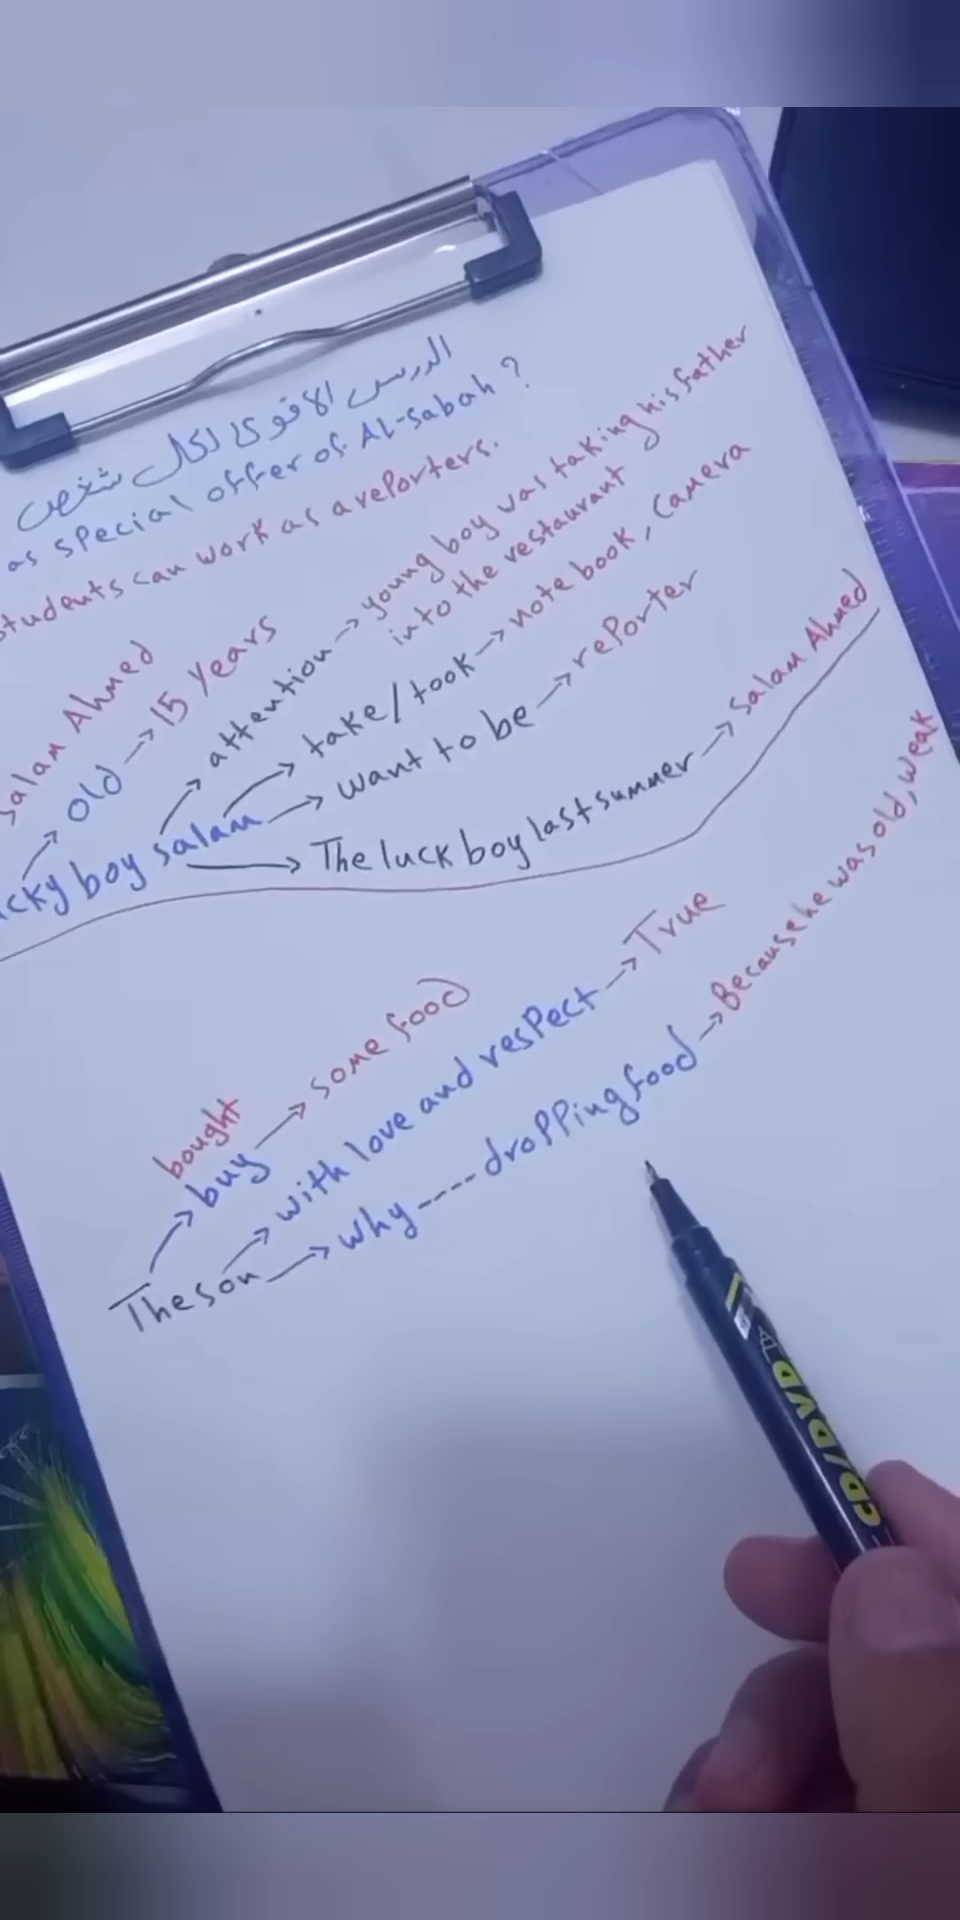 الدرس الاقوى لكل شخص
as special offer of Al-Sabah ?
students can work as a reporters.
Salam Ahmed
old → 15 years
attention → young boy was taking his father
into the restaurant
take/took → note book, Camera
want to be → reporter
ucky boy salam
The luck boy last summer → Salam Ahmed
bought
buy → some food
with love and respect → True
why ---- dropping food → Because he was old, weak
The son
CD/DVD